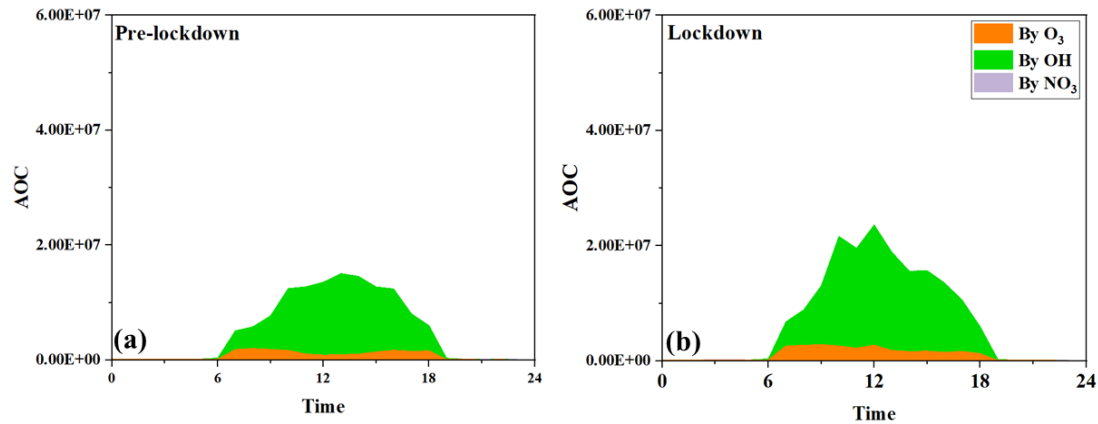 Pre-lockdown
6.00E+07
4.00E+07
2.00E+07
0.00E+00
AOC
(a)
0
6
12
18
24
Time
Lockdown
By O₃
By OH
By NO₃
6.00E+07
4.00E+07
2.00E+07
0.00E+00
AOC
(b)
0
6
12
18
24
Time